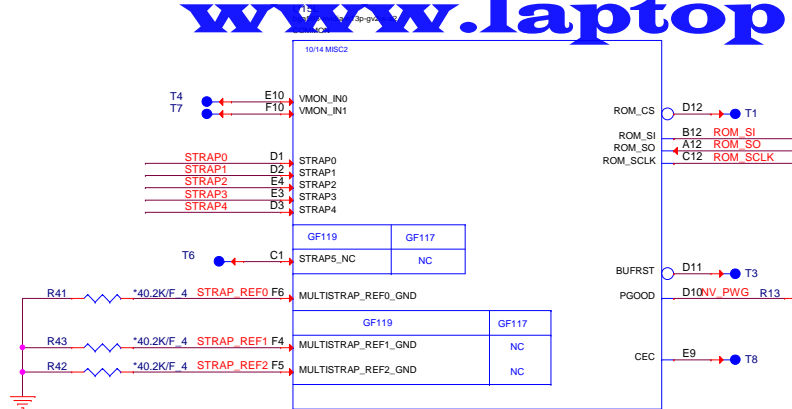 www.laptop
COMMON
10/14 MISC2
T4 E10 VMON_IN0
T7 F10 VMON_IN1
ROM_CS D12 T1
ROM_SI B12 ROM_SI
ROM_SO A12 ROM_SO
ROM_SCLK C12 ROM_SCLK
STRAP0 D1 STRAP0
STRAP1 D2 STRAP1
STRAP2 E4 STRAP2
STRAP3 E3 STRAP3
STRAP4 D3 STRAP4
GF119 GF117
T6 C1 STRAP5_NC NC
BUFRST D11 T3
R41 *40.2K/F_4 STRAP_REF0 F6 MULTISTRAP_REF0_GND
PGOOD D10 NV_PWG R13
GF119 GF117
R43 *40.2K/F_4 STRAP_REF1 F4 MULTISTRAP_REF1_GND NC
R42 *40.2K/F_4 STRAP_REF2 F5 MULTISTRAP_REF2_GND NC
CEC E9 T8